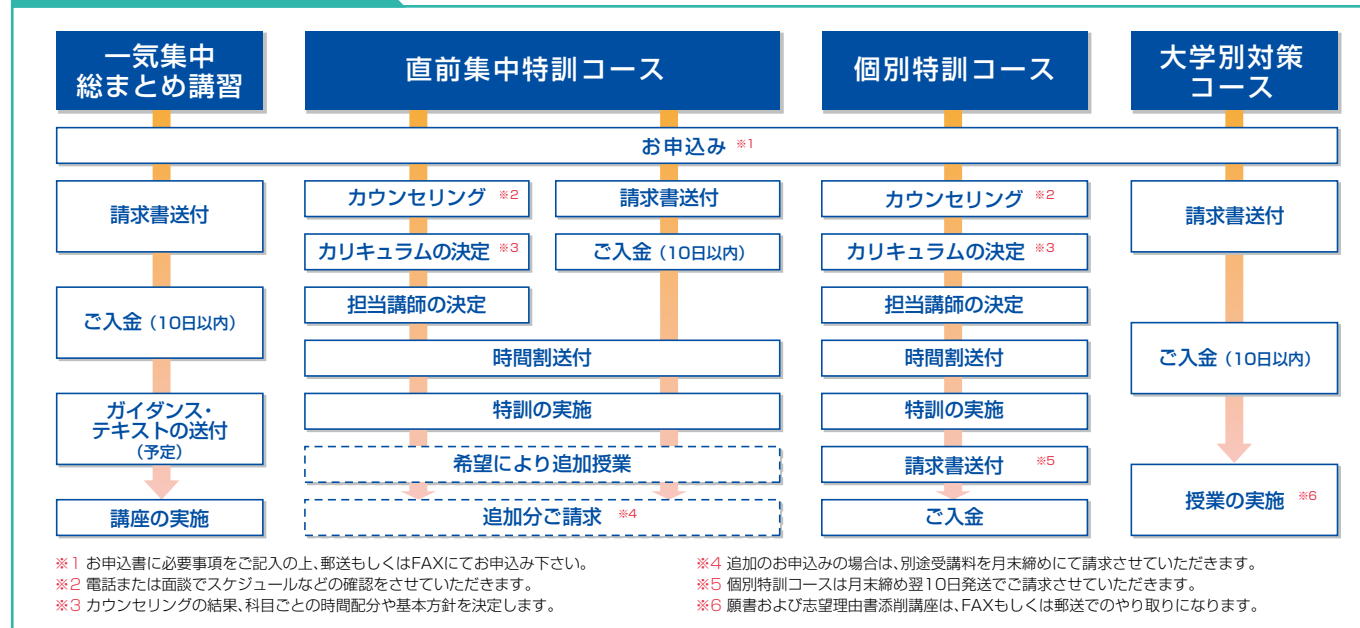 一気集中
総まとめ講習
直前集中特訓コース
個別特訓コース
大学別対策
コース
お申込み ※1
請求書送付
ご入金（10日以内）
ガイダンス・
テキストの送付
（予定）
講座の実施
カウンセリング ※2
カリキュラムの決定 ※3
担当講師の決定
請求書送付
ご入金（10日以内）
時間割送付
特訓の実施
希望により追加授業
追加分ご請求 ※4
カウンセリング ※2
カリキュラムの決定 ※3
担当講師の決定
時間割送付
特訓の実施
請求書送付 ※5
ご入金
請求書送付
ご入金（10日以内）
授業の実施 ※6
※1 お申込書に必要事項をご記入の上、郵送もしくはFAXにてお申込み下さい。
※2 電話または面談でスケジュールなどの確認をさせていただきます。
※3 カウンセリングの結果、科目ごとの時間配分や基本方針を決定します。
※4 追加のお申込みの場合は、別途受講料を月末締めにて請求させていただきます。
※5 個別特訓コースは月末締め翌10日発送でご請求させていただきます。
※6 願書および志望理由書添削講座は、FAXもしくは郵送でのやり取りになります。